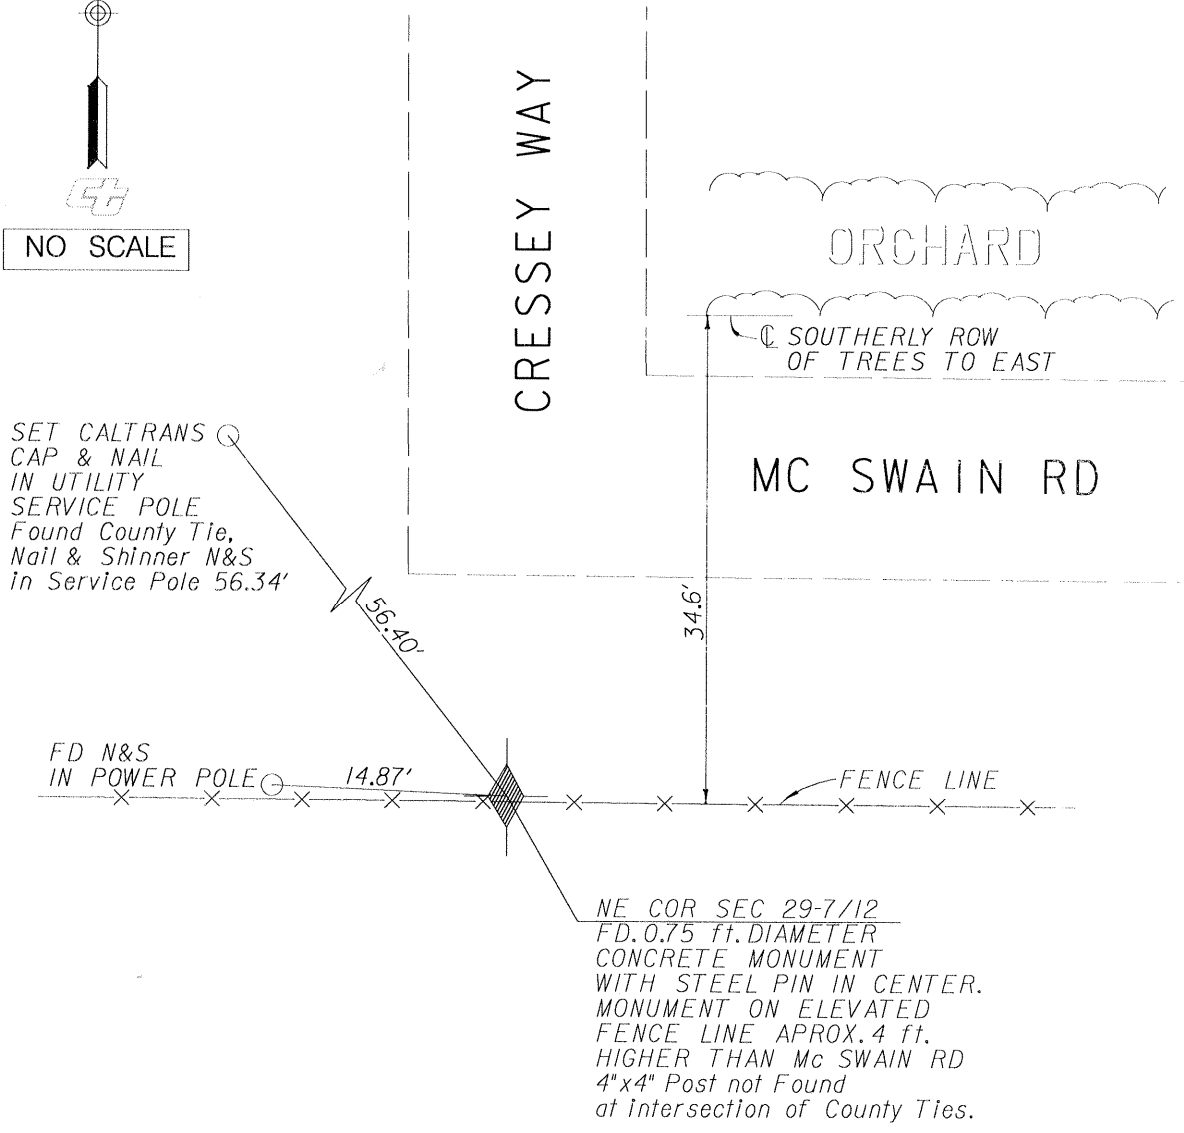 Ct
NO SCALE
CRESSEY WAY
ORCHARD
℄ SOUTHERLY ROW
OF TREES TO EAST
MC SWAIN RD
SET CALTRANS
CAP & NAIL
IN UTILITY
SERVICE POLE
Found County Tie,
Nail & Shinner N&S
in Service Pole 56.34'
56.40'
34.6'
FD N&S
IN POWER POLE
14.87'
FENCE LINE
NE COR SEC 29-7/12
FD. 0.75 ft. DIAMETER
CONCRETE MONUMENT
WITH STEEL PIN IN CENTER.
MONUMENT ON ELEVATED
FENCE LINE APROX. 4 ft.
HIGHER THAN Mc SWAIN RD
4"x4" Post not Found
at intersection of County Ties.